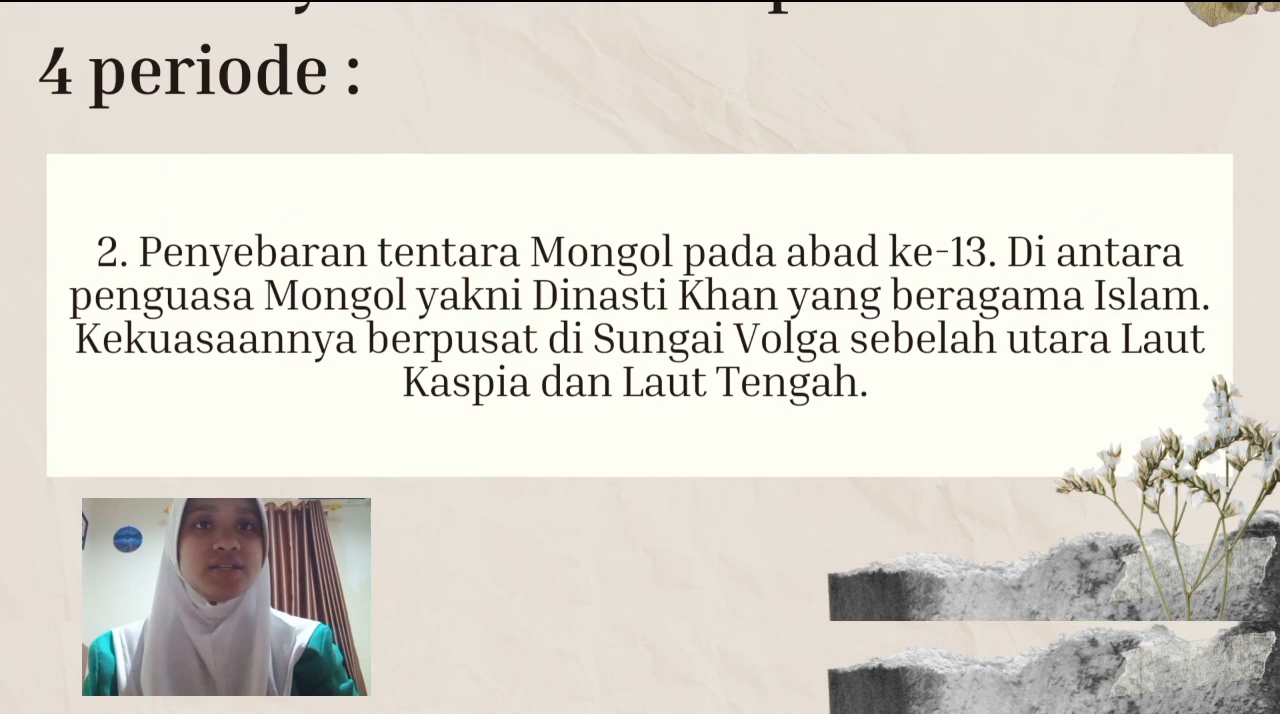 4 periode :
2. Penyebaran tentara Mongol pada abad ke-13. Di antara
penguasa Mongol yakni Dinasti Khan yang beragama Islam.
Kekuasaannya berpusat di Sungai Volga sebelah utara Laut
Kaspia dan Laut Tengah.